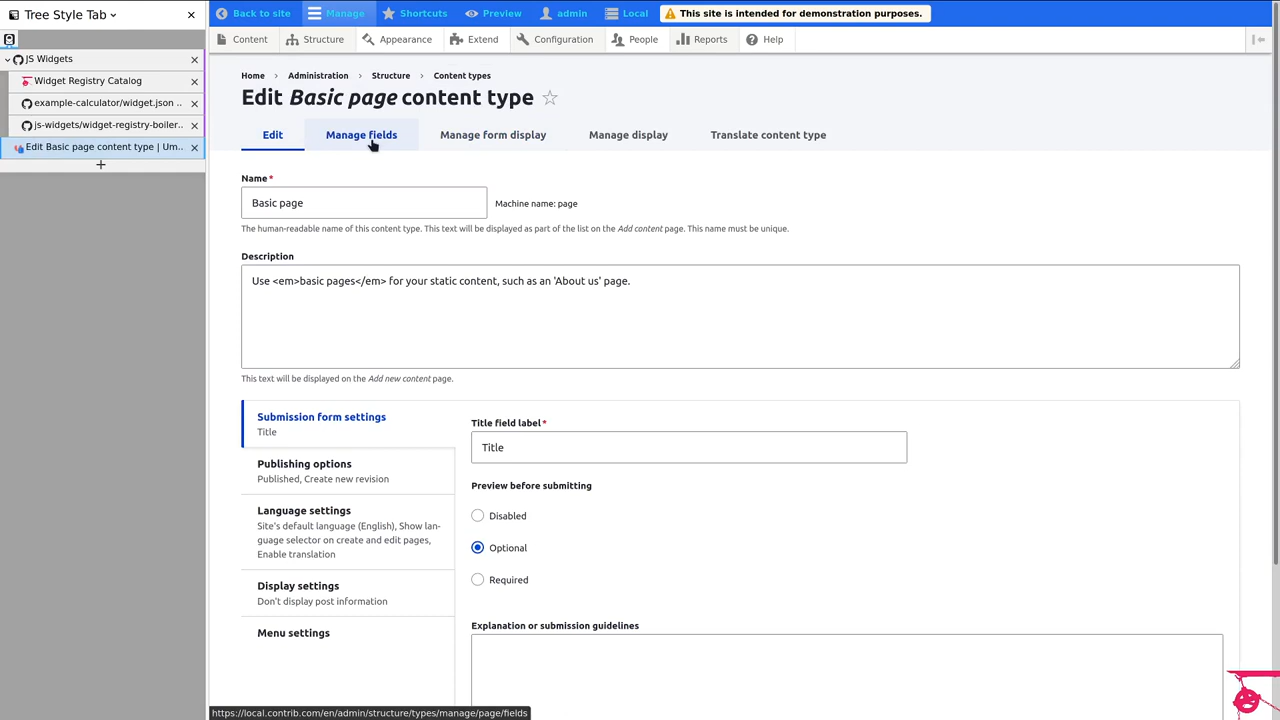 Tree Style Tab
JS Widgets
Widget Registry Catalog
example-calculator/widget.json ..
js-widgets/widget-registry-boiler..
Edit Basic page content type | Um..
Back to site
Manage
Shortcuts
Preview
admin
Local
This site is intended for demonstration purposes.
Content
Structure
Appearance
Extend
Configuration
People
Reports
Help
Home > Administration > Structure > Content types
Edit Basic page content type
Edit
Manage fields
Manage form display
Manage display
Translate content type
Name*
Basic page
Machine name: page
The human-readable name of this content type. This text will be displayed as part of the list on the Add content page. This name must be unique.
Description
Use <em>basic pages</em> for your static content, such as an 'About us' page.
This text will be displayed on the Add new content page.
Submission form settings
Title
Publishing options
Published, Create new revision
Language settings
Site's default language (English), Show lan-
guage selector on create and edit pages,
Enable translation
Display settings
Don't display post information
Menu settings
Title field label*
Title
Preview before submitting
Disabled
Optional
Required
Explanation or submission guidelines
https://local.contrib.com/en/admin/structure/types/manage/page/fields